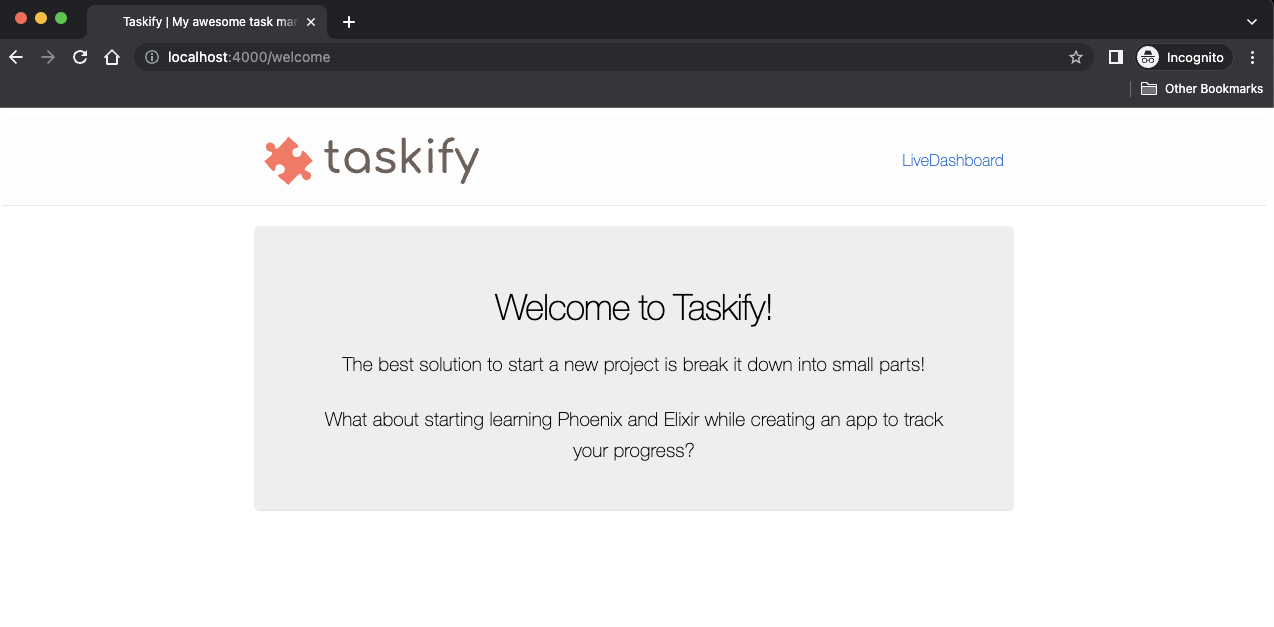 Taskify | My awesome task mar
localhost:4000/welcome
Incognito
Other Bookmarks
taskify
LiveDashboard
Welcome to Taskify!
The best solution to start a new project is break it down into small parts!
What about starting learning Phoenix and Elixir while creating an app to track
your progress?